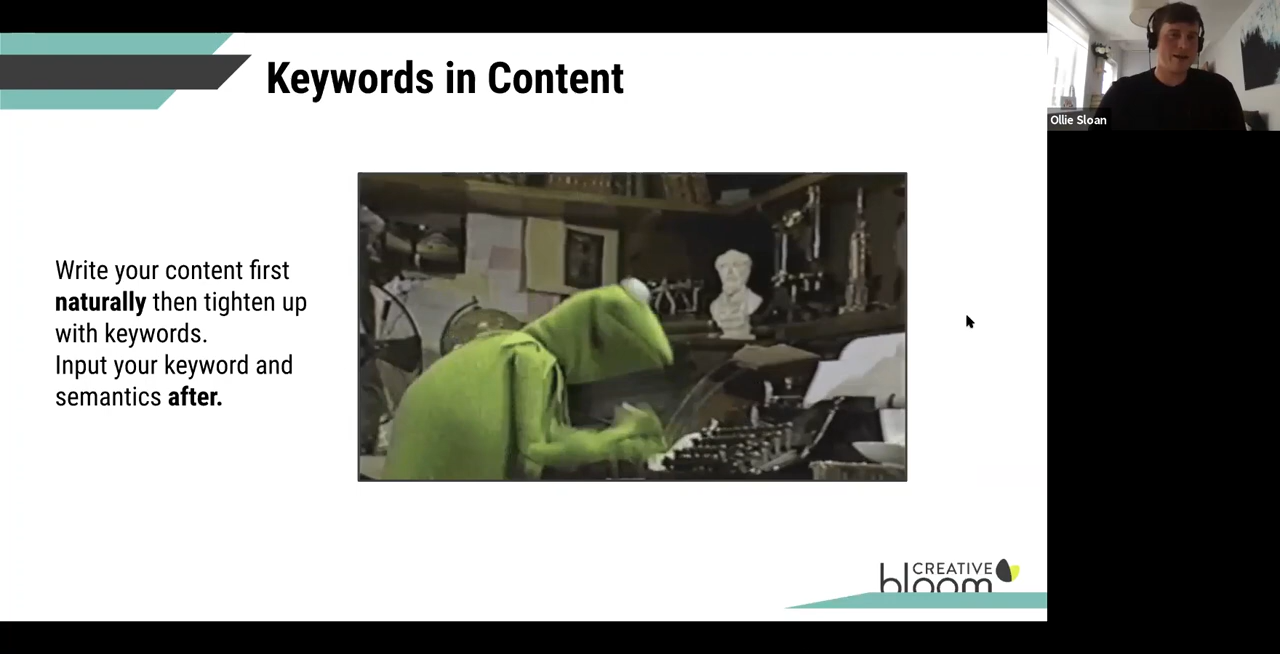 Keywords in Content
Ollie Sloan
Write your content first
naturally then tighten up
with keywords.
Input your keyword and
semantics after.
CREATIVE
bloom